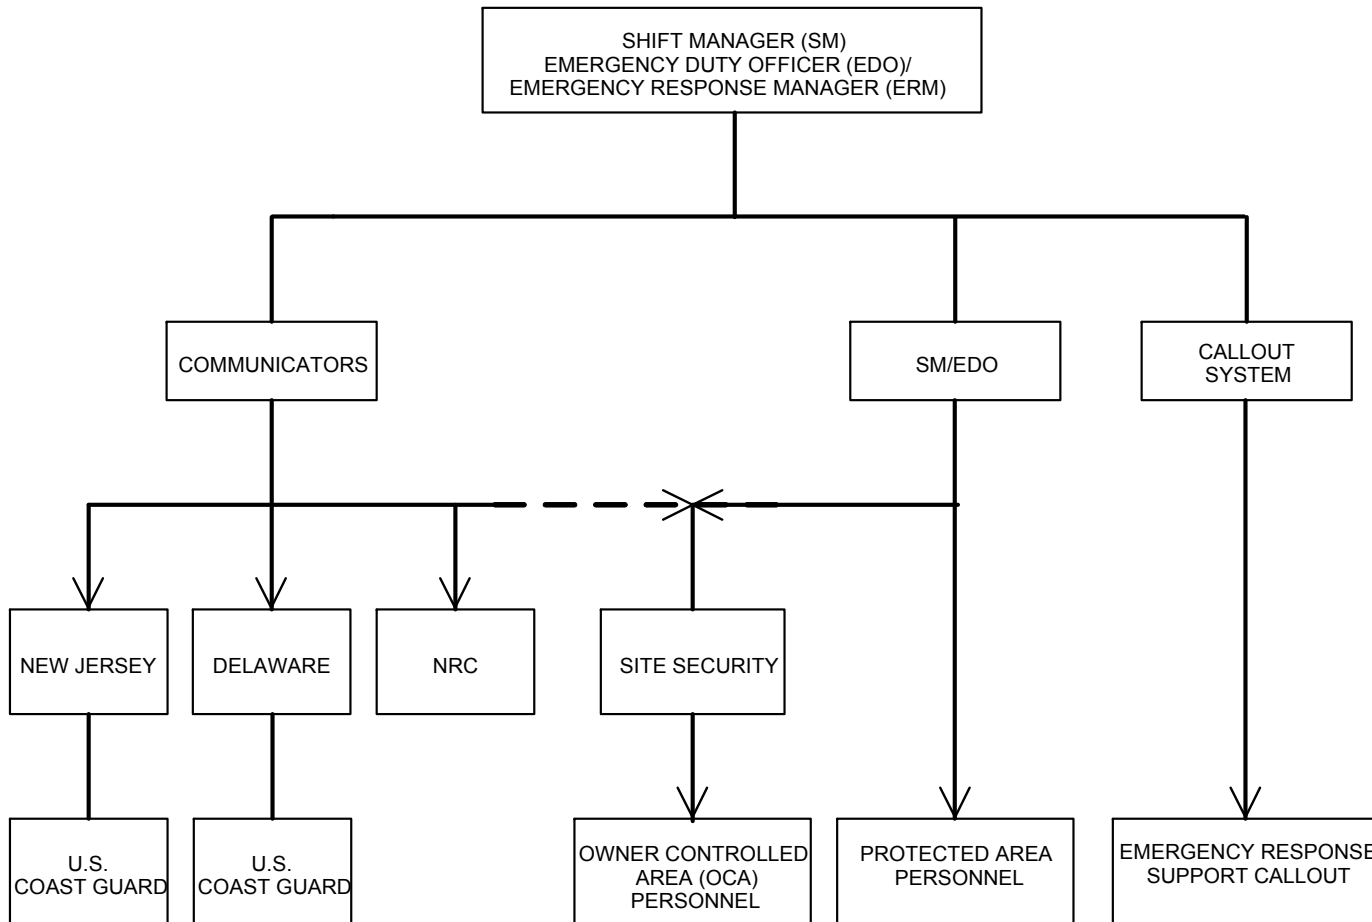 SHIFT MANAGER (SM)
EMERGENCY DUTY OFFICER (EDO)/
EMERGENCY RESPONSE MANAGER (ERM)
COMMUNICATORS
SM/EDO
CALLOUT
SYSTEM
NEW JERSEY
DELAWARE
NRC
SITE SECURITY
U.S.
COAST GUARD
U.S.
COAST GUARD
OWNER CONTROLLED
AREA (OCA)
PERSONNEL
PROTECTED AREA
PERSONNEL
EMERGENCY RESPONSE
SUPPORT CALLOUT